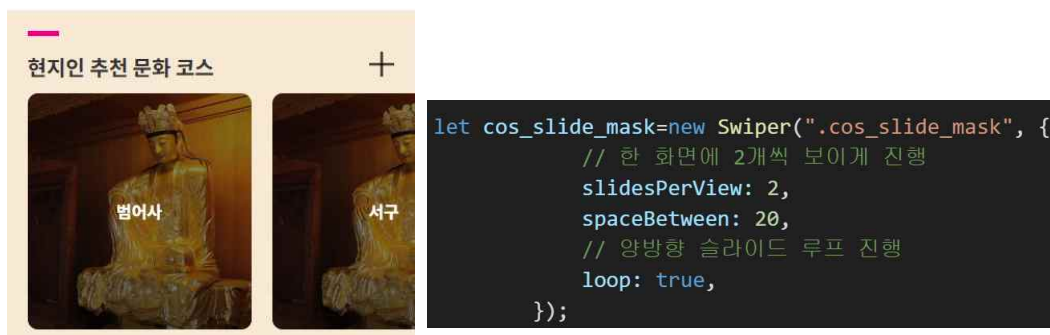 현지인 추천 문화 코스
범어사
서구
let cos_slide_mask=new Swiper(".cos_slide_mask", {
// 한 화면에 2개씩 보이게 진행
slidesPerView: 2,
spaceBetween: 20,
// 양방향 슬라이드 루프 진행
loop: true,
});